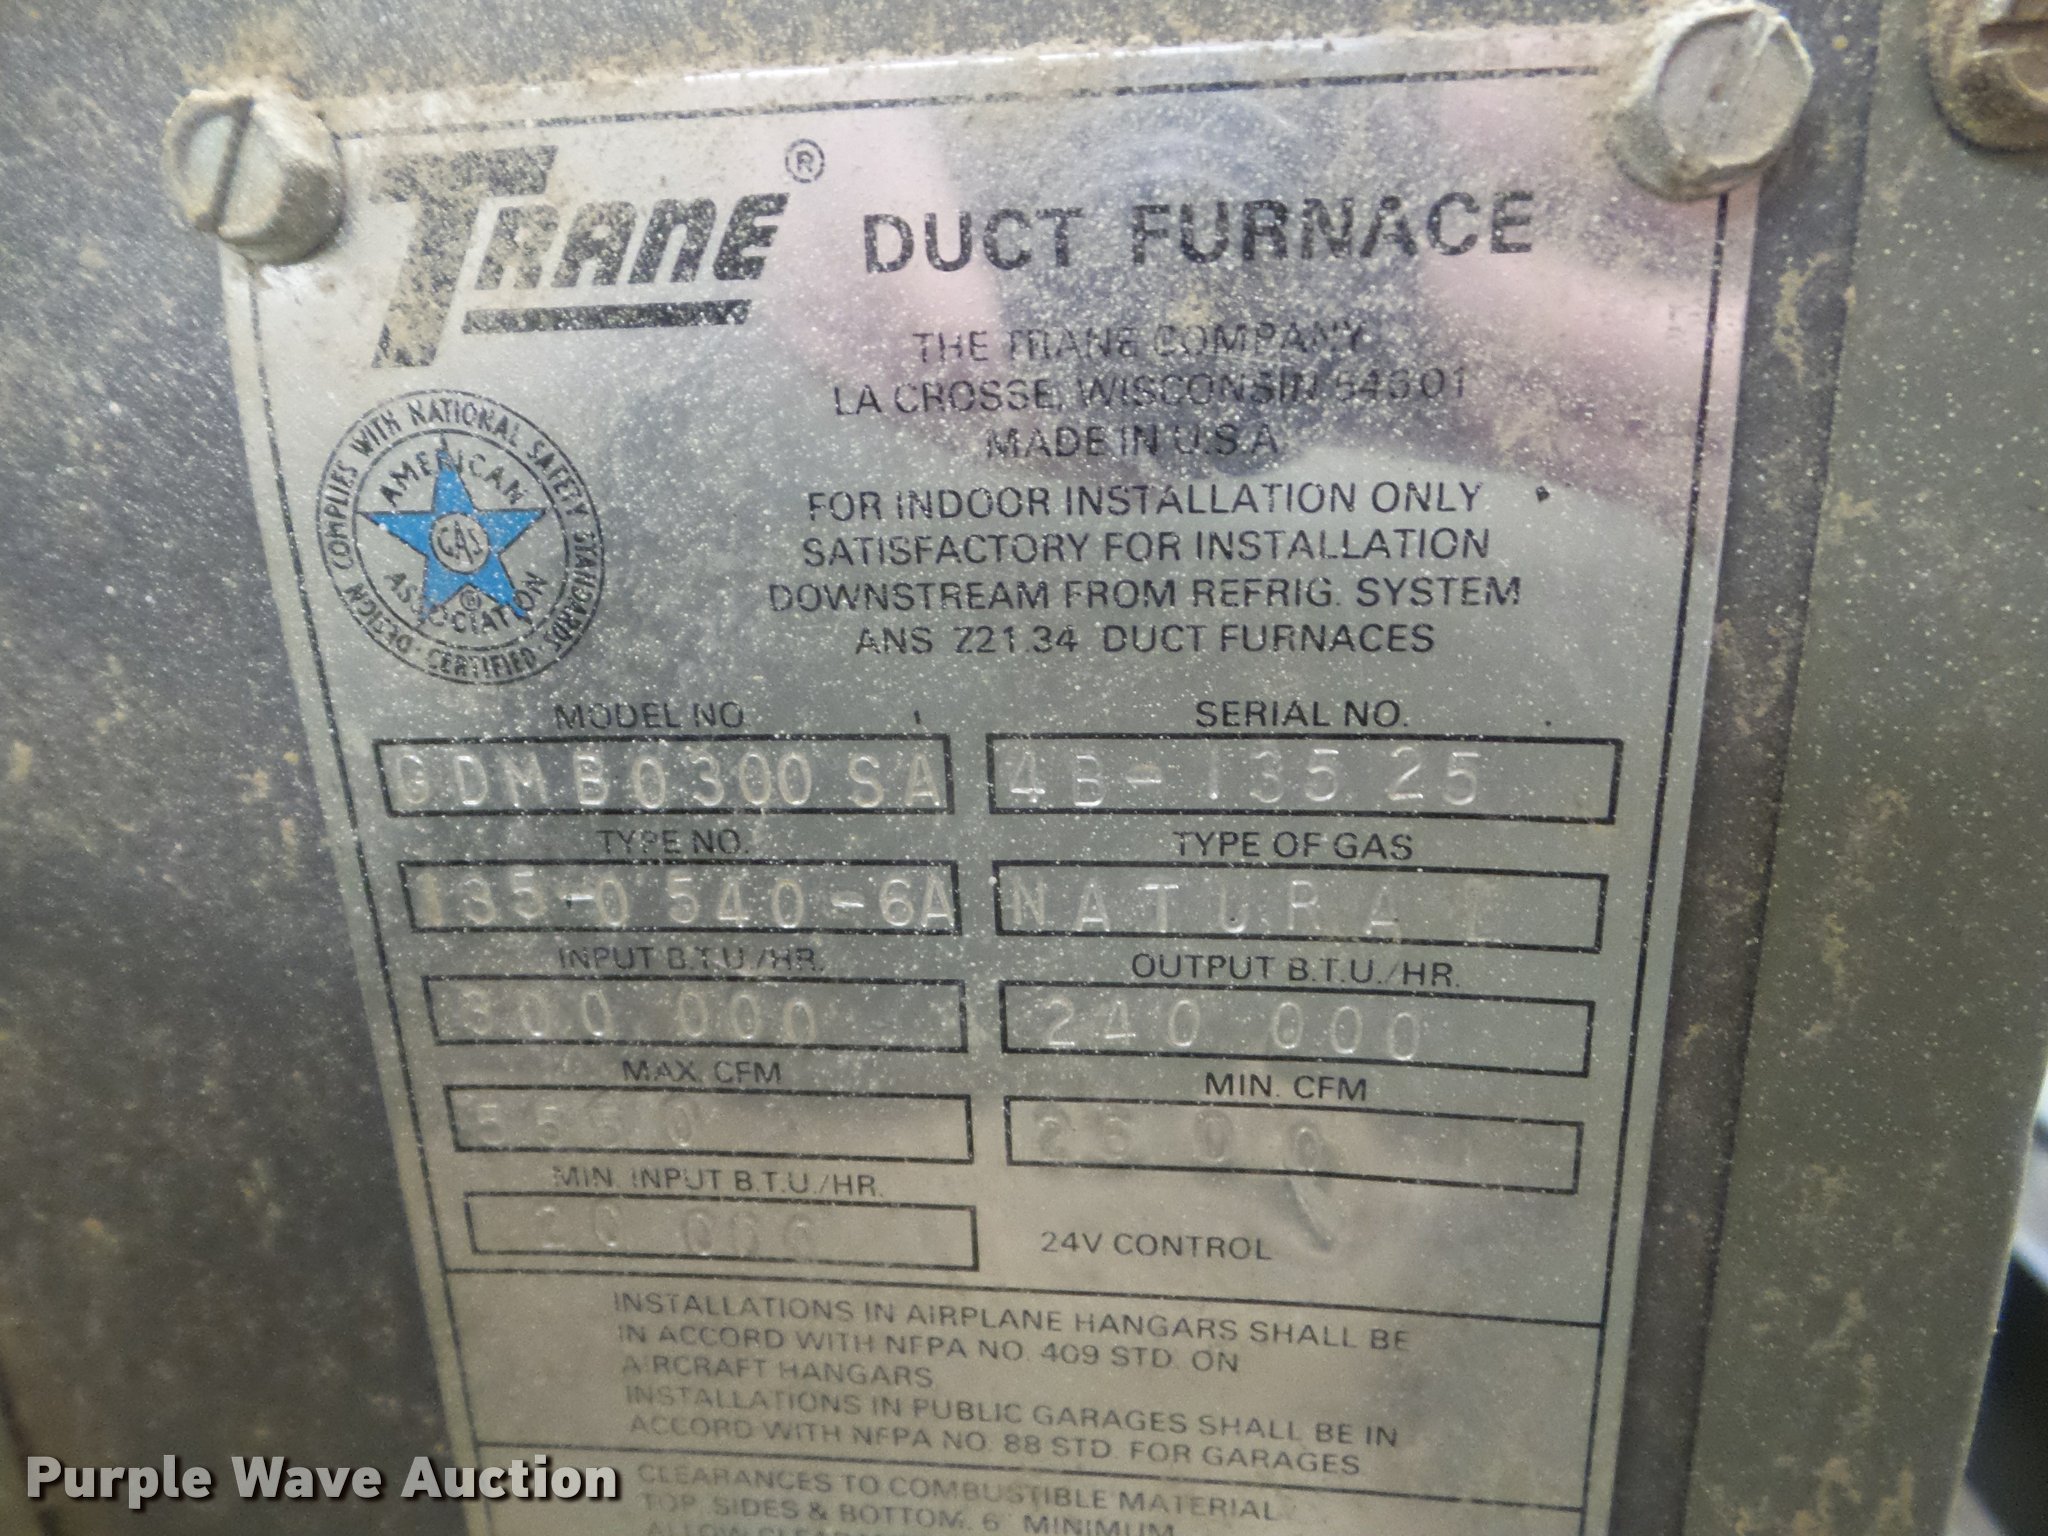 TRANE® DUCT FURNACE
THE TRANE COMPANY
LA CROSSE, WISCONSIN 54601
MADE IN U.S.A
COMPLIES WITH NATIONAL SAFETY STANDARDS · DESIGN CERTIFIED ·
AMERICAN
GAS
ASSOCIATION
©
FOR INDOOR INSTALLATION ONLY
SATISFACTORY FOR INSTALLATION
DOWNSTREAM FROM REFRIG. SYSTEM
ANS Z21.34 DUCT FURNACES
MODEL NO. SERIAL NO.
GDMB0300SA 4B-13525
TYPE NO. TYPE OF GAS
135-0540-6A NATURAL
INPUT B.T.U./HR. OUTPUT B.T.U./HR.
300 000 240 000
MAX. CFM MIN. CFM
2600
MIN. INPUT B.T.U./HR.
24V CONTROL
INSTALLATIONS IN AIRPLANE HANGARS SHALL BE
IN ACCORD WITH NFPA NO. 409 STD. ON
AIRCRAFT HANGARS
INSTALLATIONS IN PUBLIC GARAGES SHALL BE IN
ACCORD WITH NFPA NO. 88 STD. FOR GARAGES
CLEARANCES TO COMBUSTIBLE MATERIAL
TOP, SIDES & BOTTOM, 6" MINIMUM
Purple Wave Auction